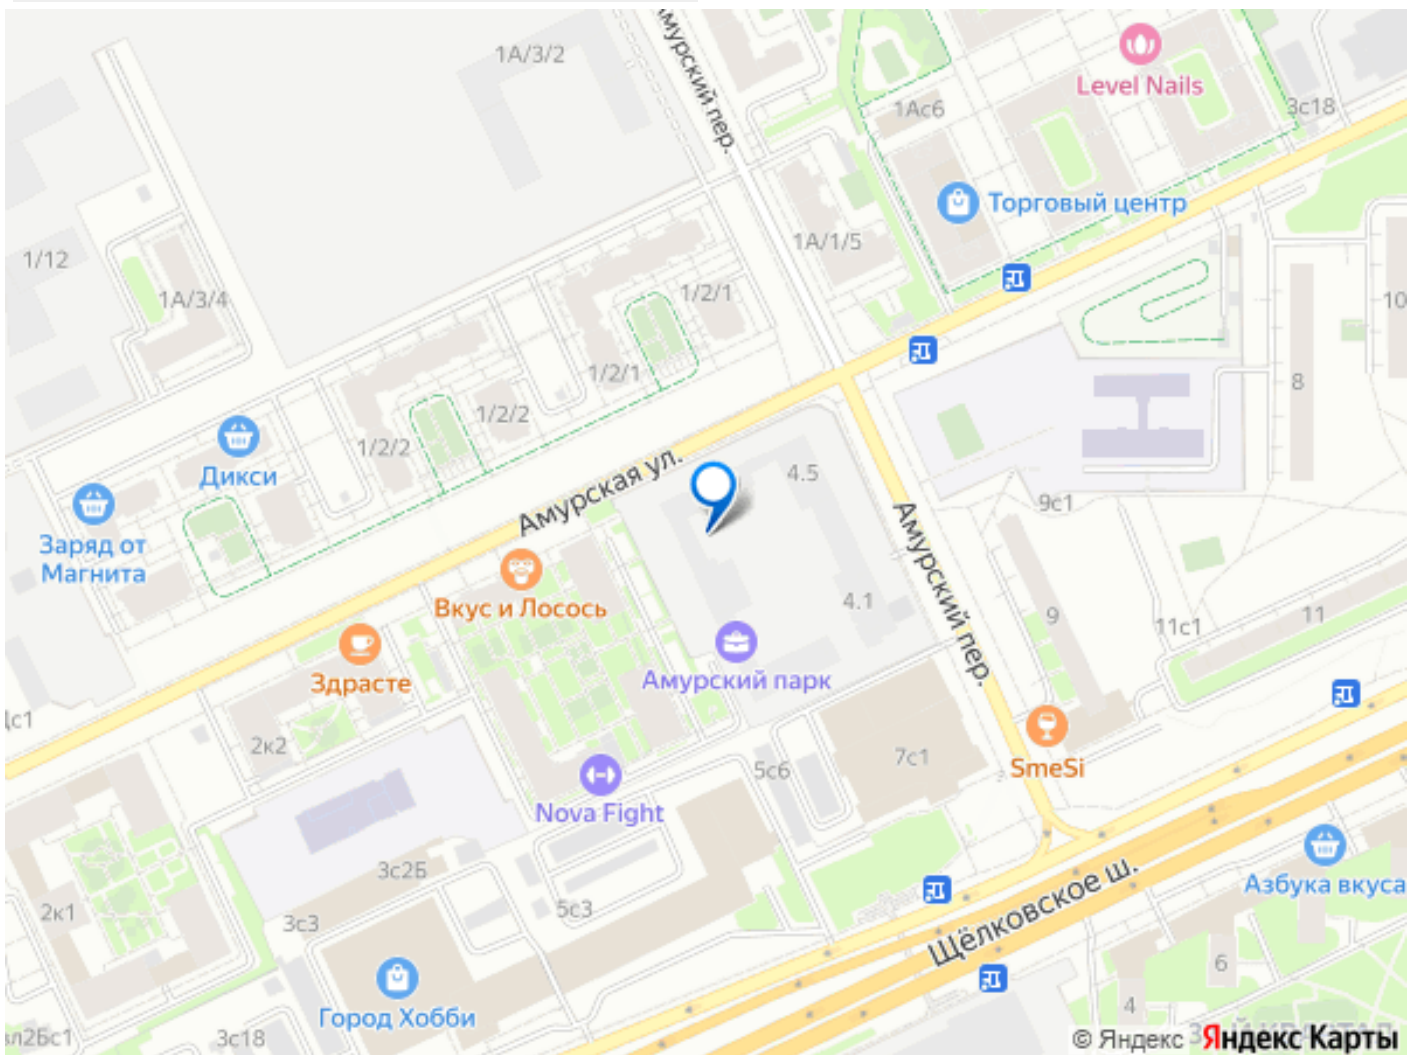 1А/3/2
Амурский пер.
Level Nails
1Ас6
3с18
Торговый центр
1/12
1А/3/4
1А/1/5
1/2/1
10
1/2/1
8
1/2/2
1/2/2
Дикси
Амурская ул.
4.5
9с1
Заряд от
Магнита
Амурский пер.
Вкус и Лосось
4.1
9
11с1
11
Здрасте
Амурский парк
2к2
5с6
7с1
SmeSi
Nova Fight
3с2Б
Щёлковское ш.
Азбука вкуса
2к1
3с3
5с3
6
4
Город Хобби
3с18
© Яндекс Яндекс Карты